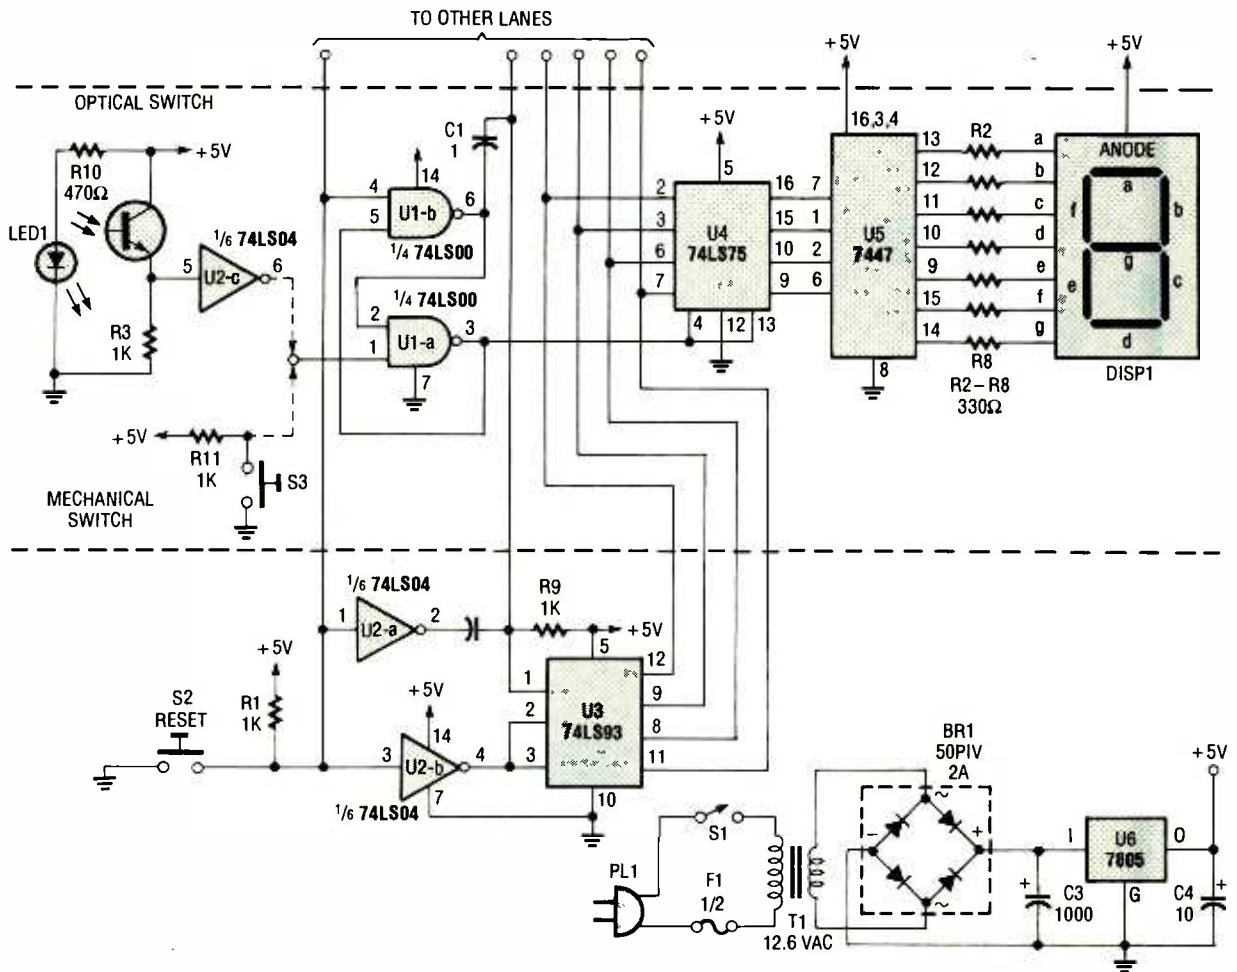 TO OTHER LANES
OPTICAL SWITCH
+5V
+5V
+5V
+5V
R10
470Ω
LED1
1/6 74LS04
5 U2-c 6
R3
1K
C1
1
14
4
5
U1-b
6
1/4 74LS00
1/4 74LS00
2
1
U1-a
3
7
2
3
6
7
5
U4
74LS75
16
15
10
9
4
12
13
16,3,4
7
1
2
6
U5
7447
8
13
12
11
10
9
15
14
R2
R8
R2–R8
330Ω
a
b
c
d
e
f
g
ANODE
a
f
b
g
e
c
d
DISP1
+5V
R11
1K
S3
MECHANICAL
SWITCH
1/6 74LS04
1 U2-a 2
R9
1K
+5V
5
+5V
S2
RESET
R1
1K
+5V
14
3 U2-b 4
7
1/6 74LS04
1
2
3
U3
74LS93
12
9
8
11
10
S1
PL1
F1
1/2
T1
12.6 VAC
BR1
50PIV
2A
~
−
+
~
+
C3
1000
I
U6
7805
O
G
+5V
C4
10
+